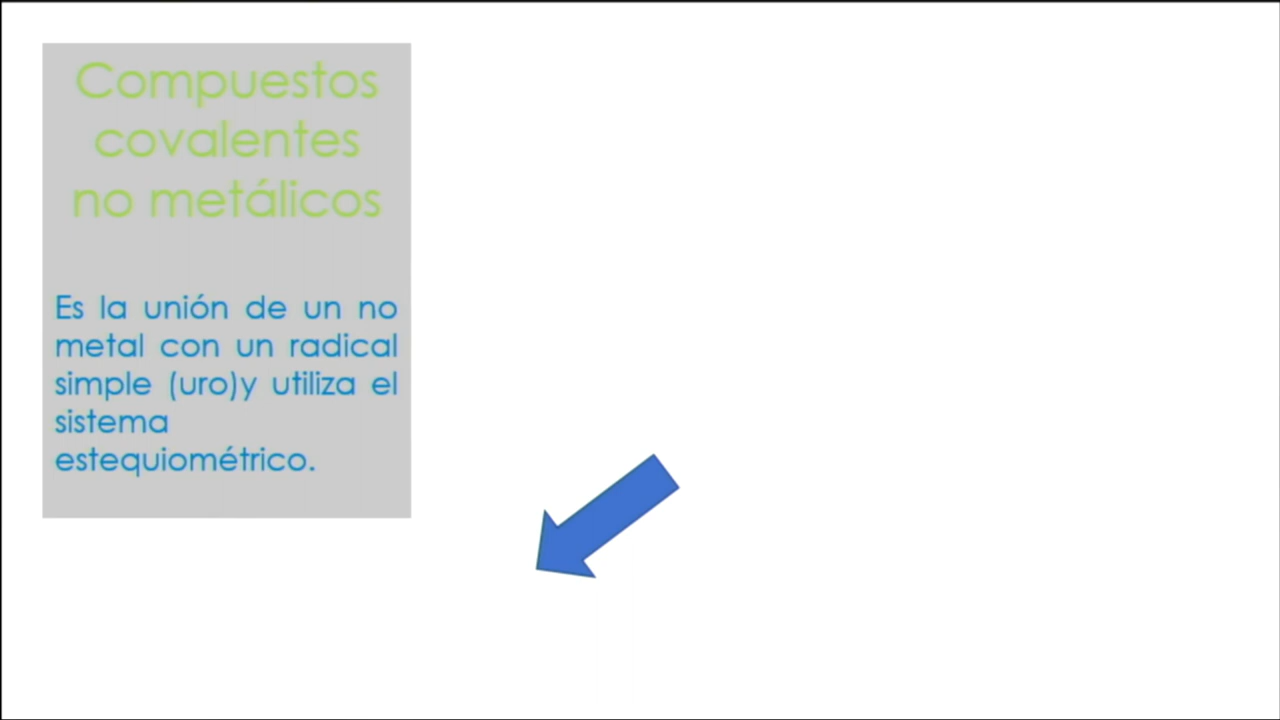 Compuestos
covalentes
no metálicos
Es la unión de un no
metal con un radical
simple (uro)y utiliza el
sistema
estequiométrico.